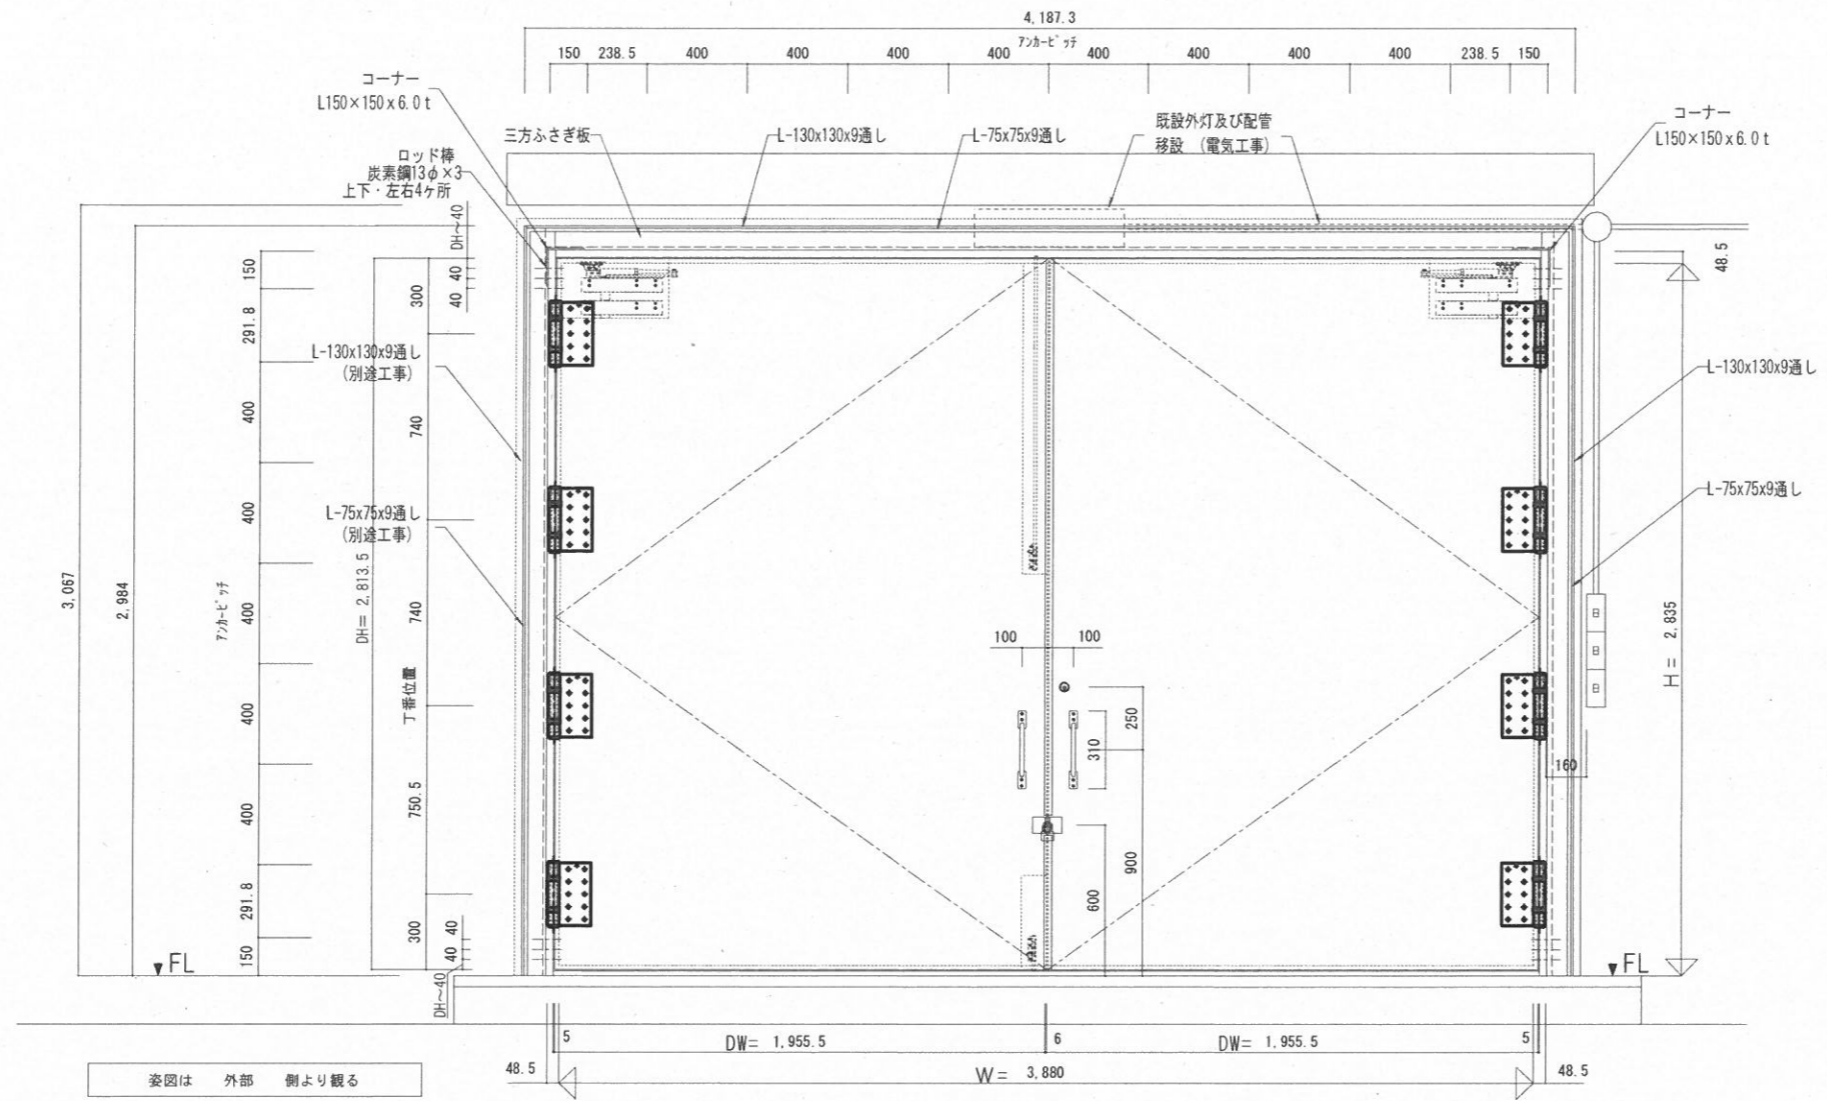 4,187.3
アンカーピッチ
150 238.5 400 400 400 400 400 400 400 400 238.5 150
コーナー
L150×150×6.0t
三方ふさぎ板
L-130x130x9通し
L-75x75x9通し
既設外灯及び配管
移設 (電気工事)
コーナー
L150×150×6.0t
ロッド棒
炭素鋼13φ×3
上下・左右4ヶ所
DH~40
40
40
150
291.8
400
400
400
400
400
291.8
150
アンカーピッチ
3,067
2,984
DH= 2,813.5
300
740
740
丁番位置
750.5
300
40
40
DH~40
L-130x130x9通し
(別途工事)
L-75x75x9通し
(別途工事)
48.5
L-130x130x9通し
L-75x75x9通し
H= 2,835
160
100 100
250
310
900
600
FL
FL
5 DW= 1,955.5 6 DW= 1,955.5 5
48.5 W= 3,880 48.5
姿図は 外部 側より観る